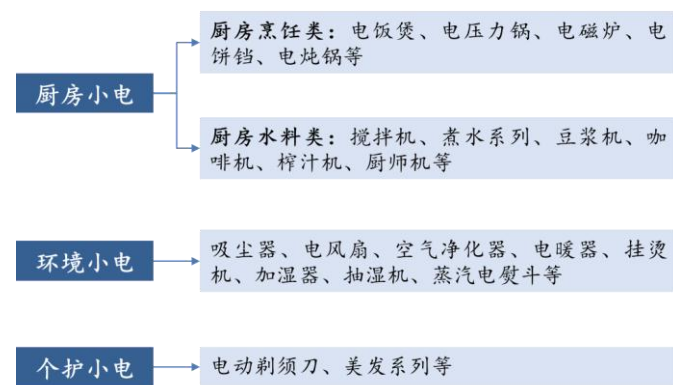 厨房小电
厨房烹饪类：电饭煲、电压力锅、电磁炉、电
饼铛、电炖锅等
厨房水料类：搅拌机、煮水系列、豆浆机、咖
啡机、榨汁机、厨师机等
环境小电
吸尘器、电风扇、空气净化器、电暖器、挂烫
机、加湿器、抽湿机、蒸汽电熨斗等
个护小电
电动剃须刀、美发系列等